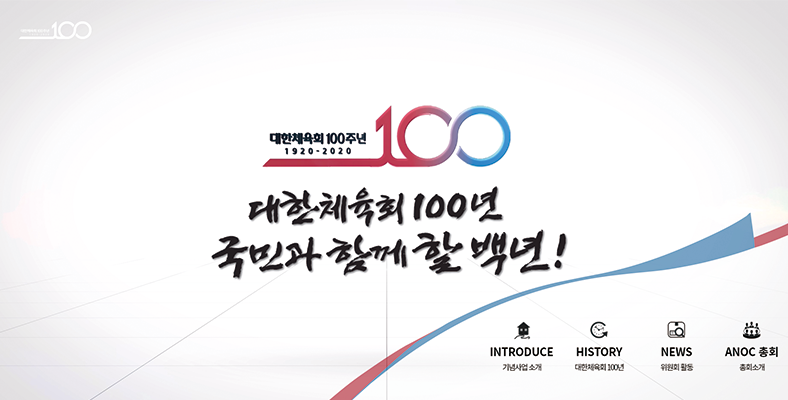 100
대한체육회 100주년
1920-2020
100
대한체육회 100년
국민과 함께 할 백년!
INTRODUCE
기념사업 소개
HISTORY
대한체육회 100년
NEWS
위원회 활동
ANOC 총회
총회소개